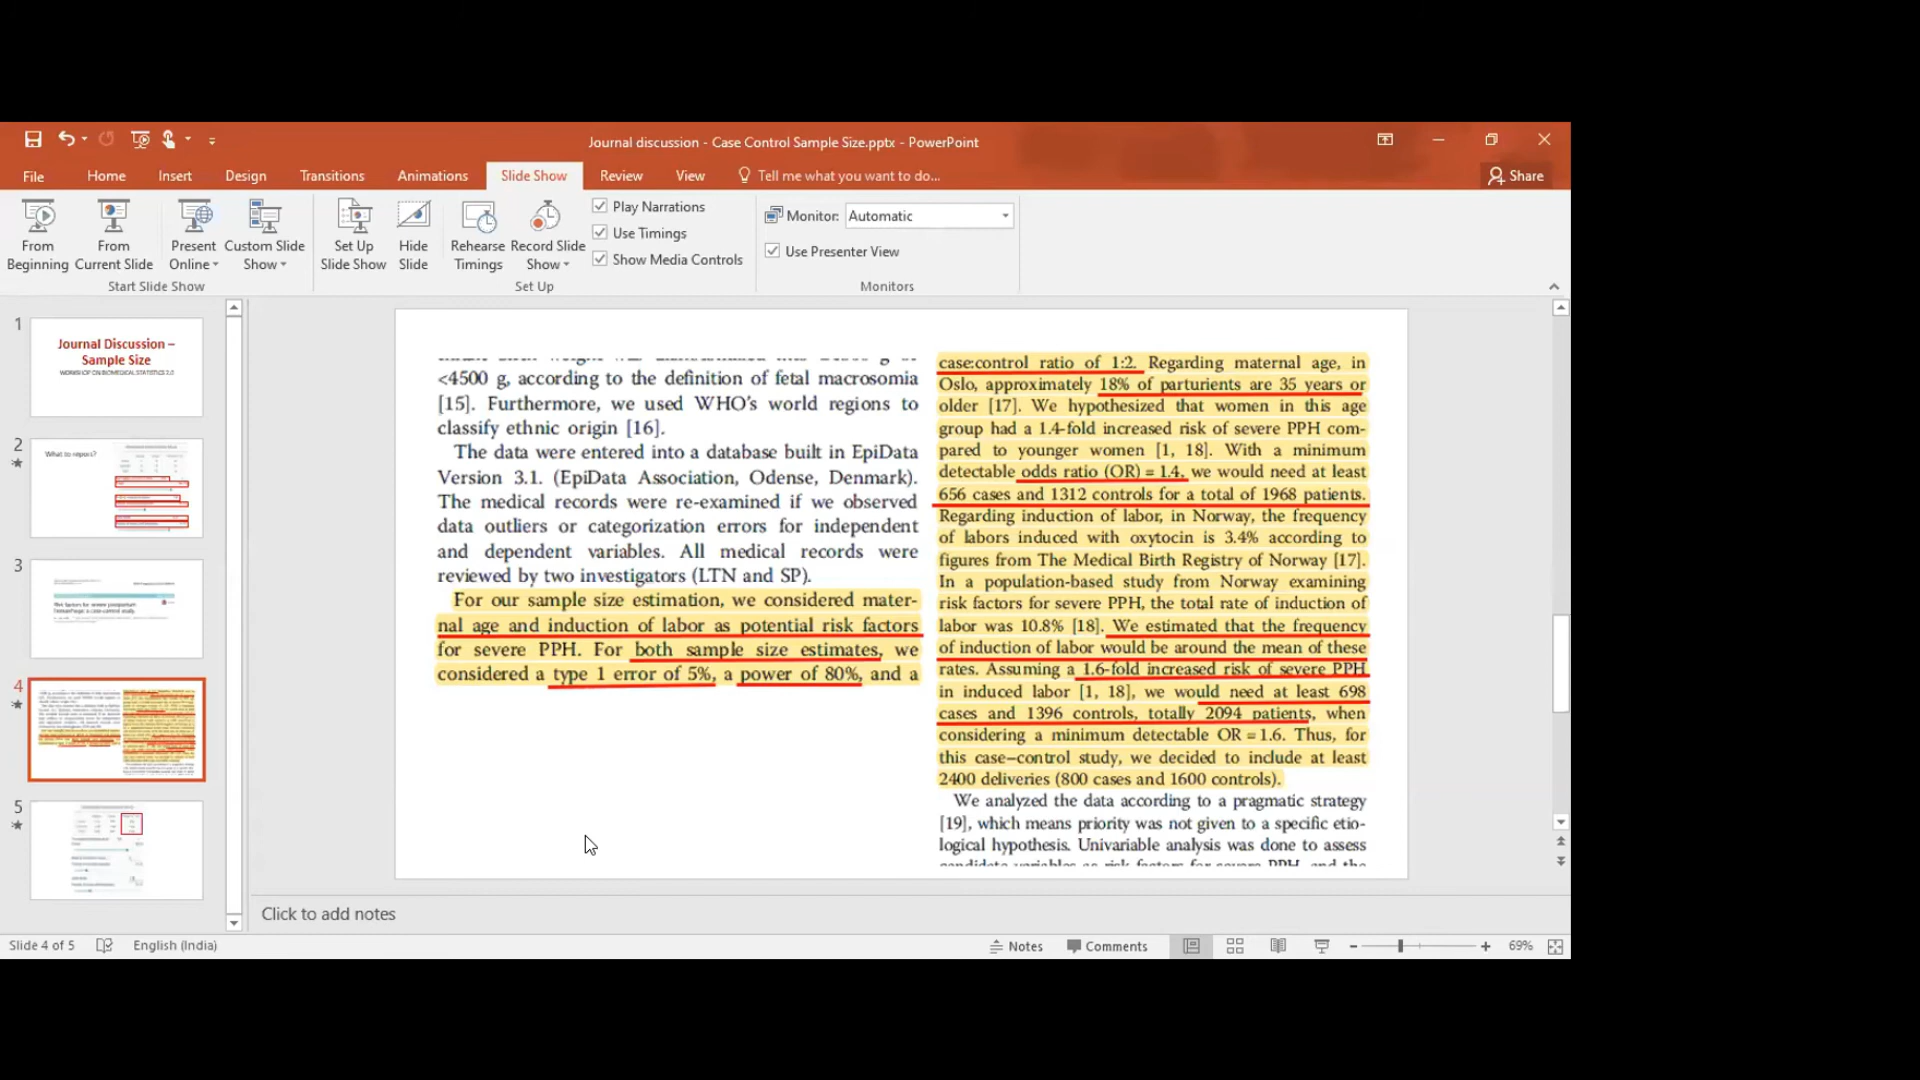 Journal discussion - Case Control Sample Size.pptx - PowerPoint
File Home Insert Design Transitions Animations Slide Show Review View Tell me what you want to do... Share
From Beginning
From Current Slide
Present Online
Custom Slide Show
Start Slide Show
Set Up Slide Show
Hide Slide
Rehearse Timings
Record Slide Show
Play Narrations
Use Timings
Show Media Controls
Set Up
Monitor: Automatic
Use Presenter View
Monitors
1
Journal Discussion –
Sample Size
WORKSHOP ON BIOMEDICAL STATISTICS 2.0
2
What to report?
3
Risk factors for severe postpartum
hemorrhage: a case-control study
4
5
<4500 g, according to the definition of fetal macrosomia
[15]. Furthermore, we used WHO's world regions to
classify ethnic origin [16].
The data were entered into a database built in EpiData
Version 3.1. (EpiData Association, Odense, Denmark).
The medical records were re-examined if we observed
data outliers or categorization errors for independent
and dependent variables. All medical records were
reviewed by two investigators (LTN and SP).
For our sample size estimation, we considered mater-
nal age and induction of labor as potential risk factors
for severe PPH. For both sample size estimates, we
considered a type 1 error of 5%, a power of 80%, and a
case:control ratio of 1:2. Regarding maternal age, in
Oslo, approximately 18% of parturients are 35 years or
older [17]. We hypothesized that women in this age
group had a 1.4-fold increased risk of severe PPH com-
pared to younger women [1, 18]. With a minimum
detectable odds ratio (OR) = 1.4, we would need at least
656 cases and 1312 controls for a total of 1968 patients.
Regarding induction of labor, in Norway, the frequency
of labors induced with oxytocin is 3.4% according to
figures from The Medical Birth Registry of Norway [17].
In a population-based study from Norway examining
risk factors for severe PPH, the total rate of induction of
labor was 10.8% [18]. We estimated that the frequency
of induction of labor would be around the mean of these
rates. Assuming a 1.6-fold increased risk of severe PPH
in induced labor [1, 18], we would need at least 698
cases and 1396 controls, totally 2094 patients, when
considering a minimum detectable OR = 1.6. Thus, for
this case–control study, we decided to include at least
2400 deliveries (800 cases and 1600 controls).
We analyzed the data according to a pragmatic strategy
[19], which means priority was not given to a specific etio-
logical hypothesis. Univariable analysis was done to assess
Click to add notes
Slide 4 of 5 English (India) Notes Comments 69%